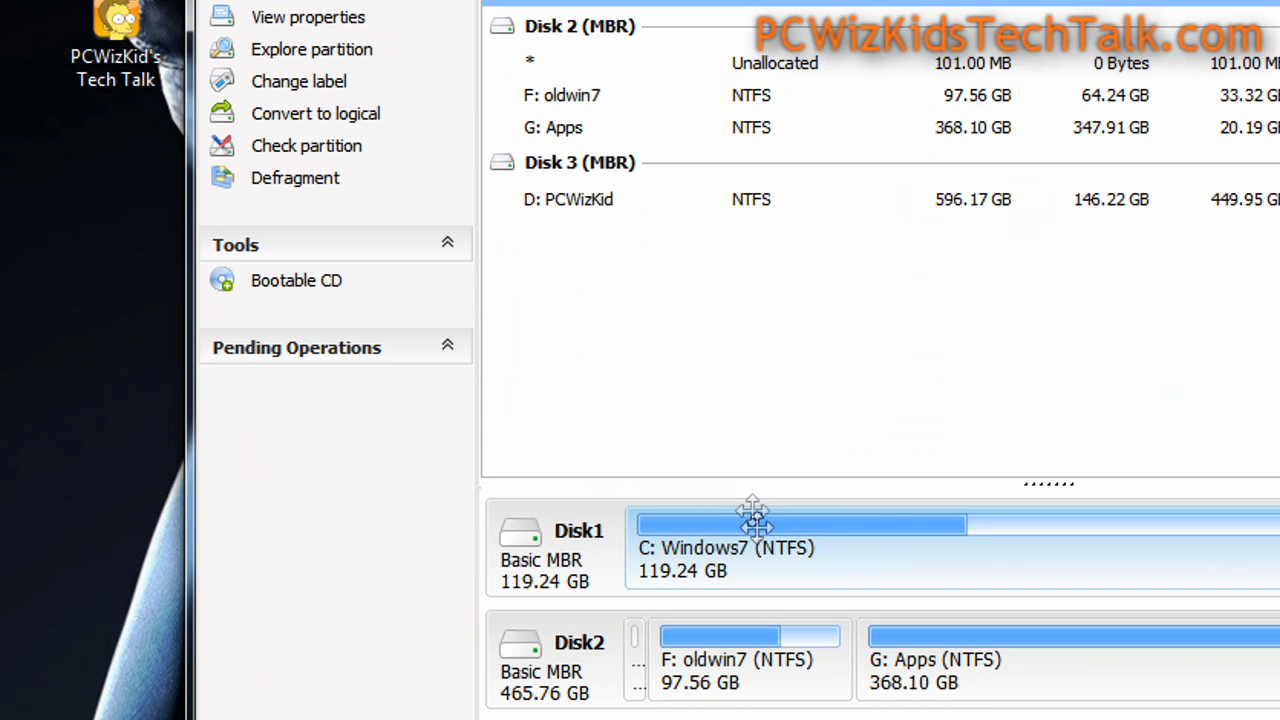 PCWizKidsTechTalk.com
PCWizKid's
Tech Talk
View properties
Explore partition
Change label
Convert to logical
Check partition
Defragment
Tools
Bootable CD
Pending Operations
Disk 2 (MBR)
* Unallocated 101.00 MB 0 Bytes 101.00
F: oldwin7 NTFS 97.56 GB 64.24 GB 33.32 GB
G: Apps NTFS 368.10 GB 347.91 GB 20.19 GB
Disk 3 (MBR)
D: PCWizKid NTFS 596.17 GB 146.22 GB 449.95
Disk1
Basic MBR
119.24 GB
C: Windows7 (NTFS)
119.24 GB
Disk2
Basic MBR
465.76 GB
...
...
F: oldwin7 (NTFS)
97.56 GB
G: Apps (NTFS)
368.10 GB